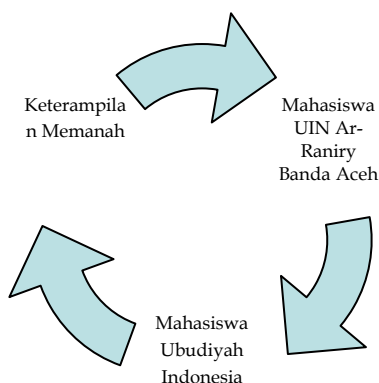 Keterampila
n Memanah
Mahasiswa
UIN Ar-
Raniry
Banda Aceh
Mahasiswa
Ubudiyah
Indonesia